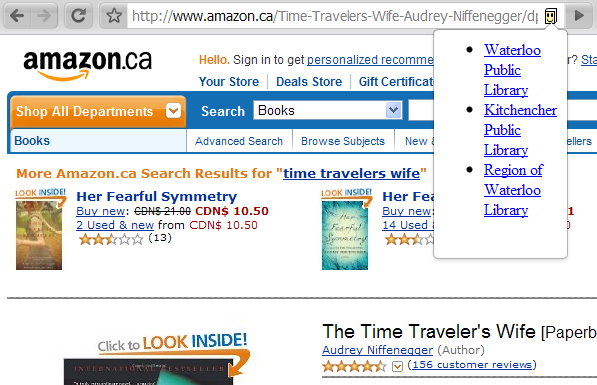 http://www.amazon.ca/Time-Travelers-Wife-Audrey-Niffenegger/dp
amazon.ca
Hello. Sign in to get personalized recomme
? Sta
Your Store Deals Store Gift Certificat
Shop All Departments
Search Books
Books
Advanced Search Browse Subjects New & ellers
Waterloo
Public
Library
Kitchencher
Public
Library
Region of
Waterloo
Library
More Amazon.ca Search Results for "time travelers wife"
LOOK INSIDE!
Her Fearful Symmetry
Buy new: CDN$ 21.00 CDN$ 10.50
2 Used & new from CDN$ 10.50
(13)
LOOK INSIDE!
Her Fea
Buy new: 1
14 Used
Click to LOOK INSIDE!
INTERNATIONAL BESTSELLER
The Time Traveler's Wife [Paperb
Audrey Niffenegger (Author)
(156 customer reviews)